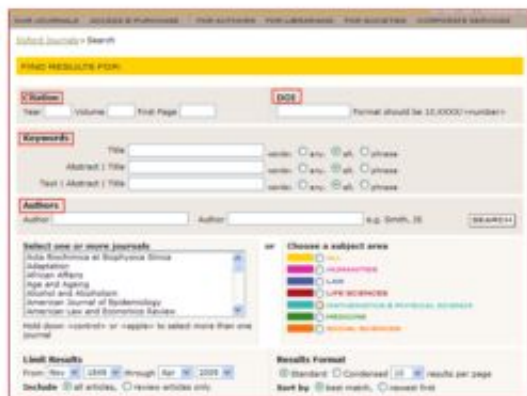 OUR JOURNALS ACCESS & PURCHASE FOR AUTHORS FOR LIBRARIANS FOR SOCIETIES CORPORATE SERVICES
Oxford Journals > Search
FIND RESULTS FOR:
Citation DOI
Year Volume First Page Format should be 10.XXXX/<number>
Keywords
Title words: any, all, phrase
Abstract | Title words: any, all, phrase
Text | Abstract | Title words: any, all, phrase
Authors
Author Author e.g. Smith, JS SEARCH
Select one or more journals or Choose a subject area
Acta Biochimica et Biophysica Sinica ALL
Adaptation HUMANITIES
African Affairs LAW
Age and Ageing LIFE SCIENCES
Alcohol and Alcoholism MATHEMATICS & PHYSICAL SCIENCE
American Journal of Epidemiology MEDICINE
American Law and Economics Review SOCIAL SCIENCES
Hold down <control> or <apple> to select more than one
journal
Limit Results Results Format
From Nov 1849 through Apr 2009 Standard Condensed 10 results per page
Include all articles, review articles only Sort by best match, newest first